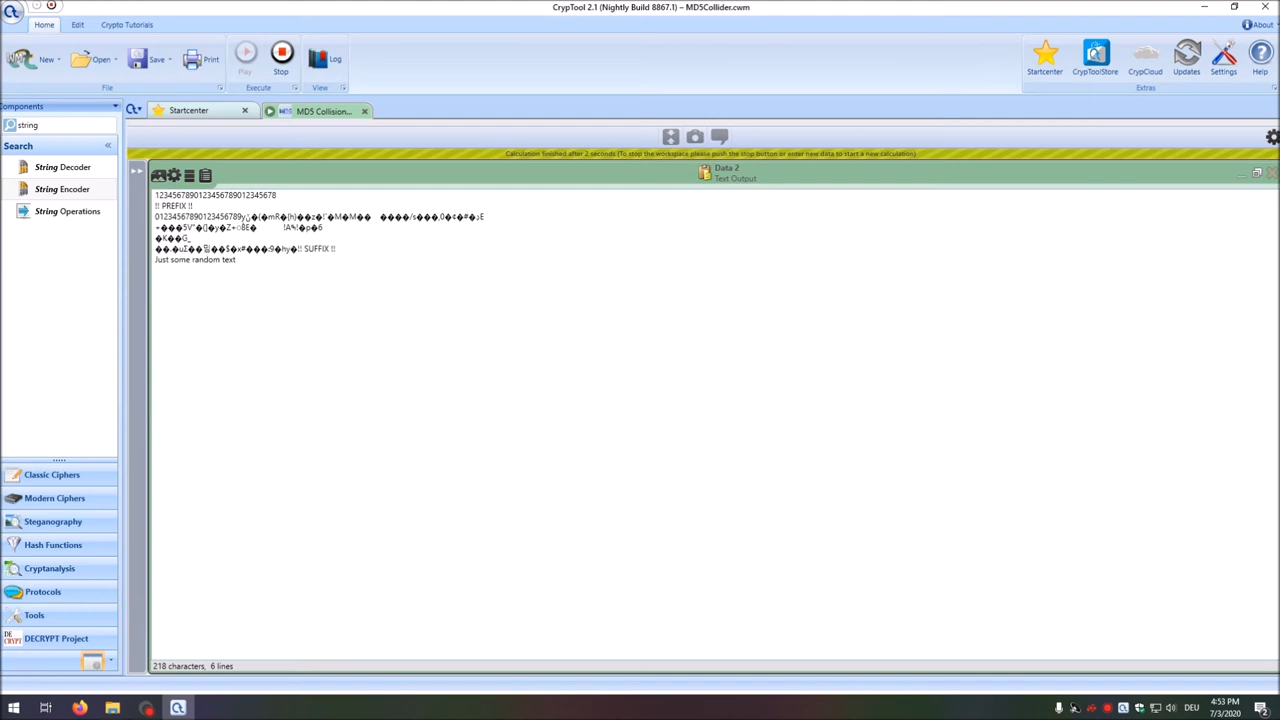 CrypTool 2.1 (Nightly Build 8867.1) – MD5Collider.cwm
Home Edit Crypto Tutorials
About
New Open Save Print
Play Stop
Log
Startcenter CrypToolStore CrypCloud Updates Settings Help
File Execute View Extras
Components
Startcenter
MD5 Collision...
string
Calculation finished after 2 seconds (To stop the workspace please push the stop button or enter new data to start a new calculation)
Search
String Decoder
String Encoder
String Operations
Data 2
Text Output
1234567890123456789012345678
!! PREFIX !!
01234567890123456789
!! SUFFIX !!
Just some random text
Classic Ciphers
Modern Ciphers
Steganography
Hash Functions
Cryptanalysis
Protocols
Tools
DECRYPT Project
218 characters, 6 lines
DEU
4:53 PM
7/3/2020